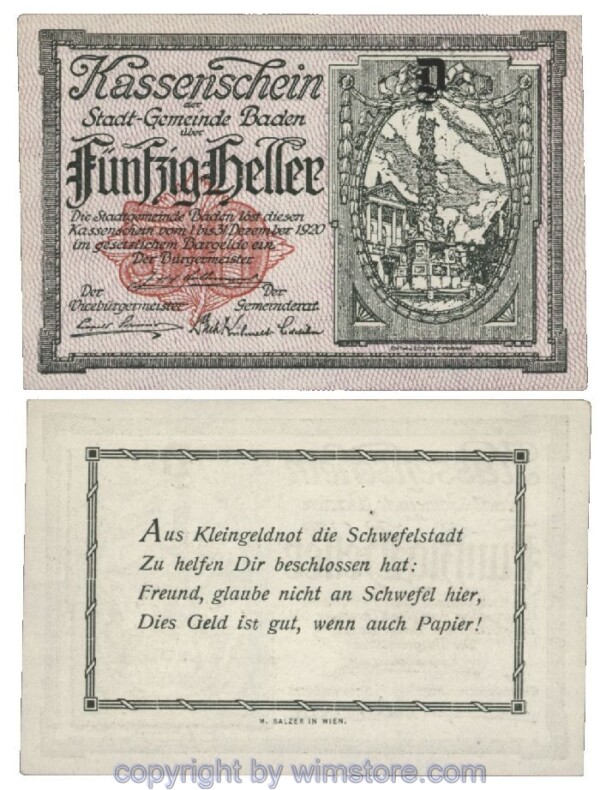 Kassenschein
der
Stadt-Gemeinde Baden
über
Fünfzig Heller
Die Stadtgemeinde Baden löst diesen
Kassenschein vom 1 bis 31 Dezember 1920
im gesetzlichem Bargelde ein.
Der Bürgermeister
Der Vicebürgermeister
Der Gemeinderat.
D
Aus Kleingeldnot die Schwefelstadt
Zu helfen Dir beschlossen hat:
Freund, glaube nicht an Schwefel hier,
Dies Geld ist gut, wenn auch Papier!
H. SALZER IN WIEN.
copyright by wimstore.com